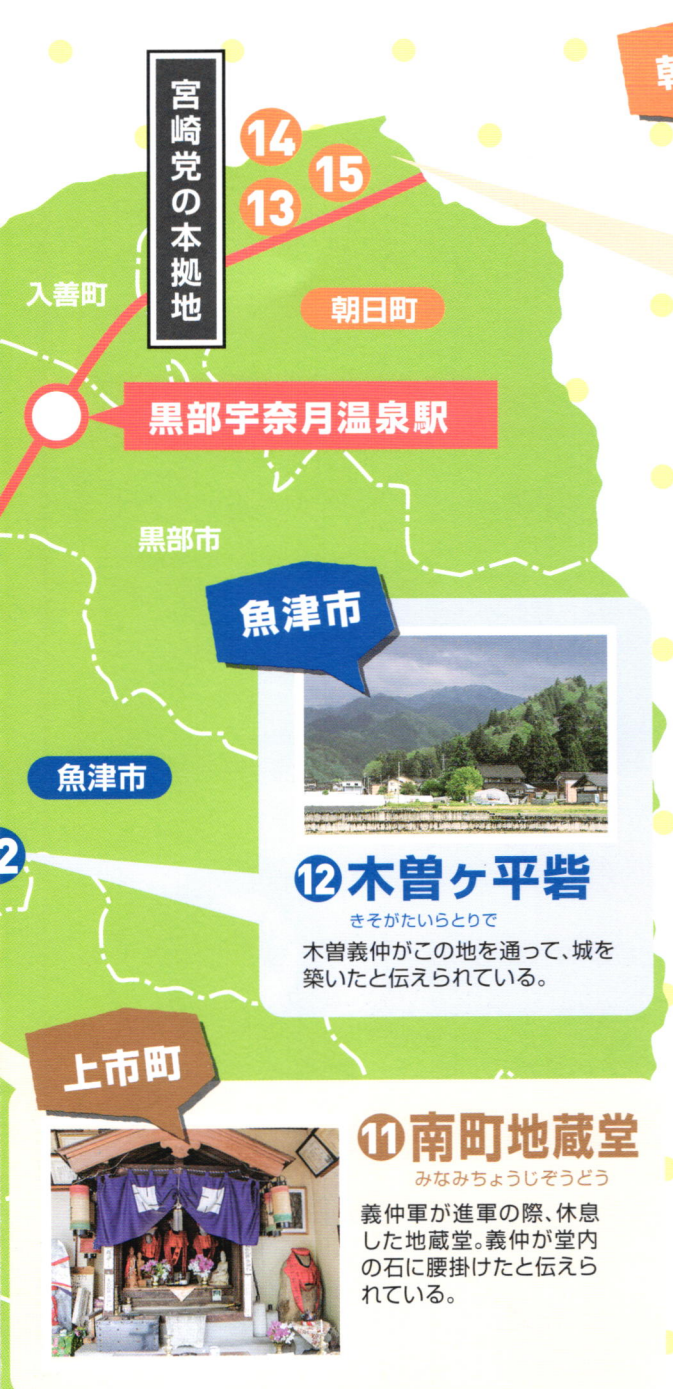 宮崎党の本拠地
14
15
13
入善町
朝日町
黒部宇奈月温泉駅
黒部市
魚津市
魚津市
2
⑫木曽ヶ平砦
きそがたいらとりで
木曽義仲がこの地を通って、城を
築いたと伝えられている。
上市町
⑪南町地蔵堂
みなみちょうじぞうどう
義仲軍が進軍の際、休息
した地蔵堂。義仲が堂内
の石に腰掛けたと伝えら
れている。